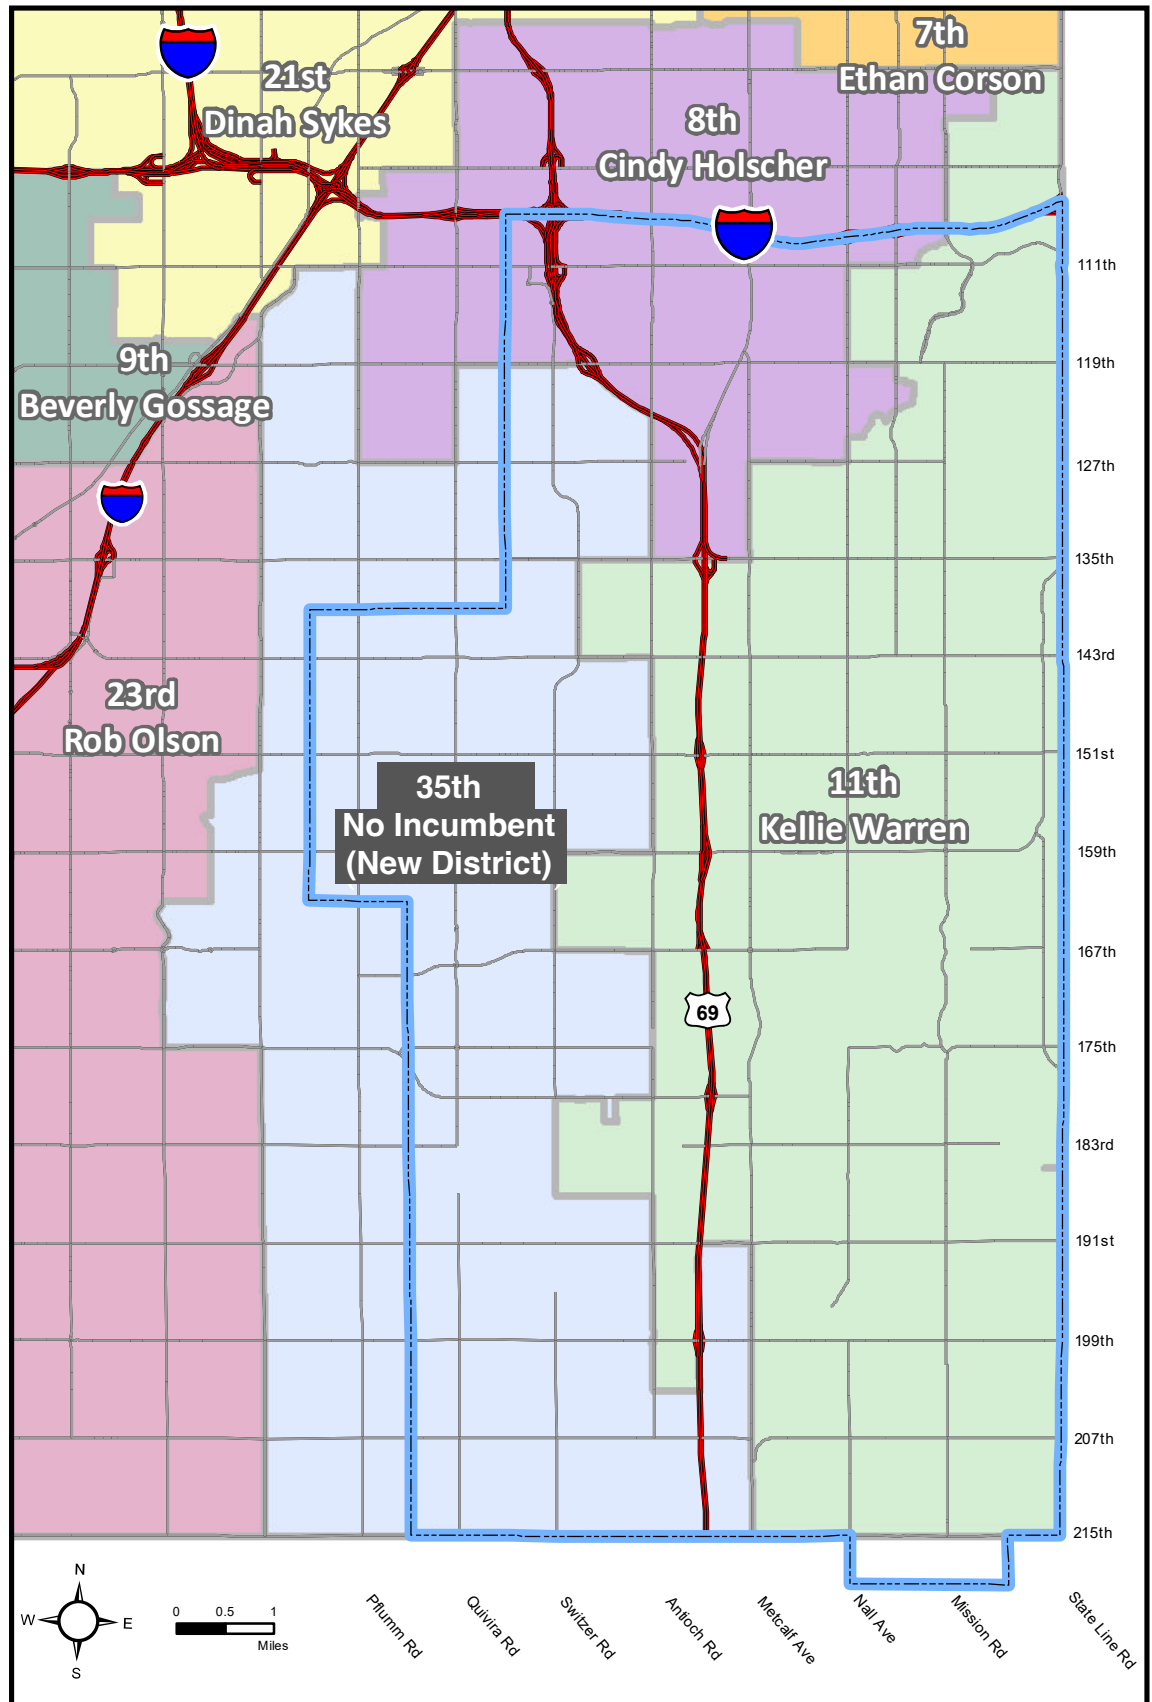 7th
Ethan Corson
21st
Dinah Sykes
8th
Cindy Holscher
111th
9th
Beverly Gossage
119th
127th
135th
143rd
23rd
Rob Olson
151st
35th
No Incumbent
(New District)
11th
Kellie Warren
159th
167th
69
175th
183rd
191st
199th
207th
215th
N
W
E
S
0 0.5 1
Miles
Pflumm Rd
Quivira Rd
Switzer Rd
Antioch Rd
Metcalf Ave
Nall Ave
Mission Rd
State Line Rd